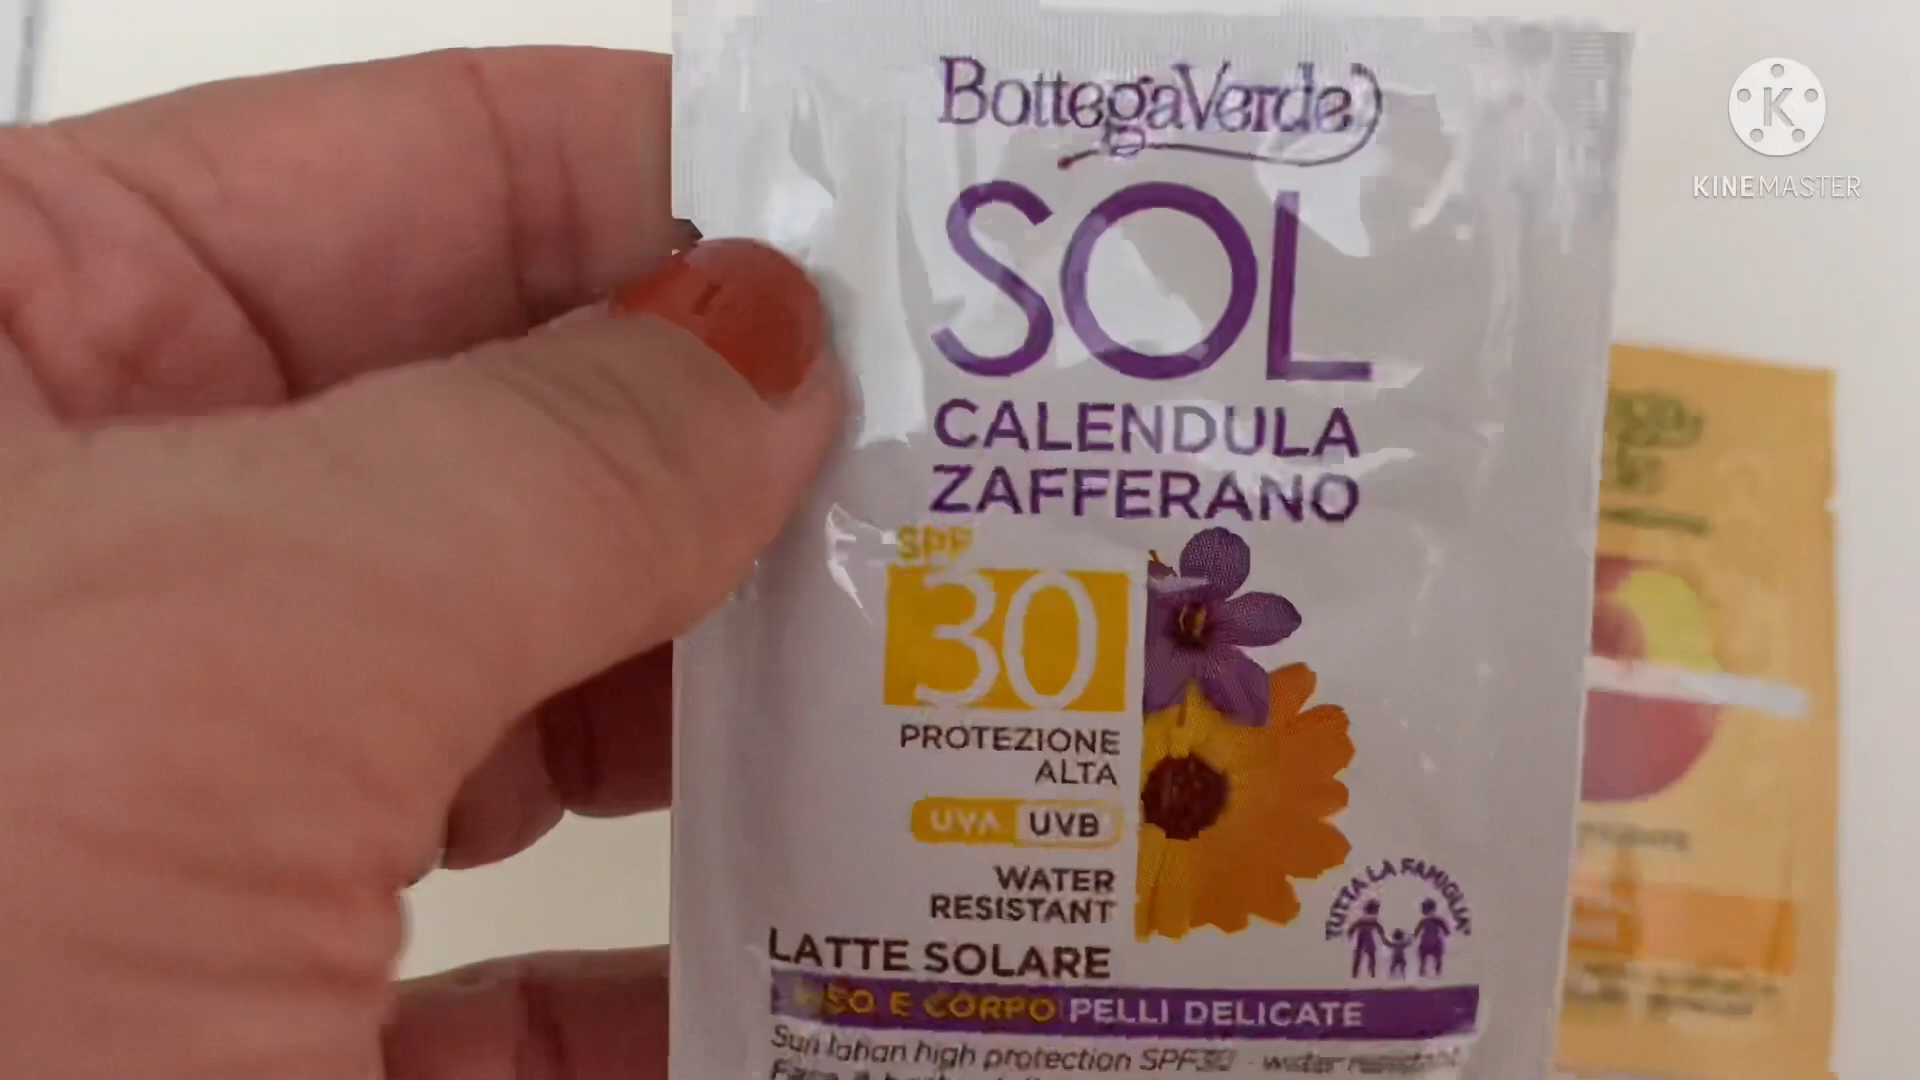 BottegaVerde
SOL
CALENDULA
ZAFFERANO
SPF
30
PROTEZIONE
ALTA
UVA UVB
WATER
RESISTANT
TUTTA LA FAMIGLIA
LATTE SOLARE
VISO E CORPO PELLI DELICATE
Sun lotion high protection SPF30 - water resistant
K
KINEMASTER